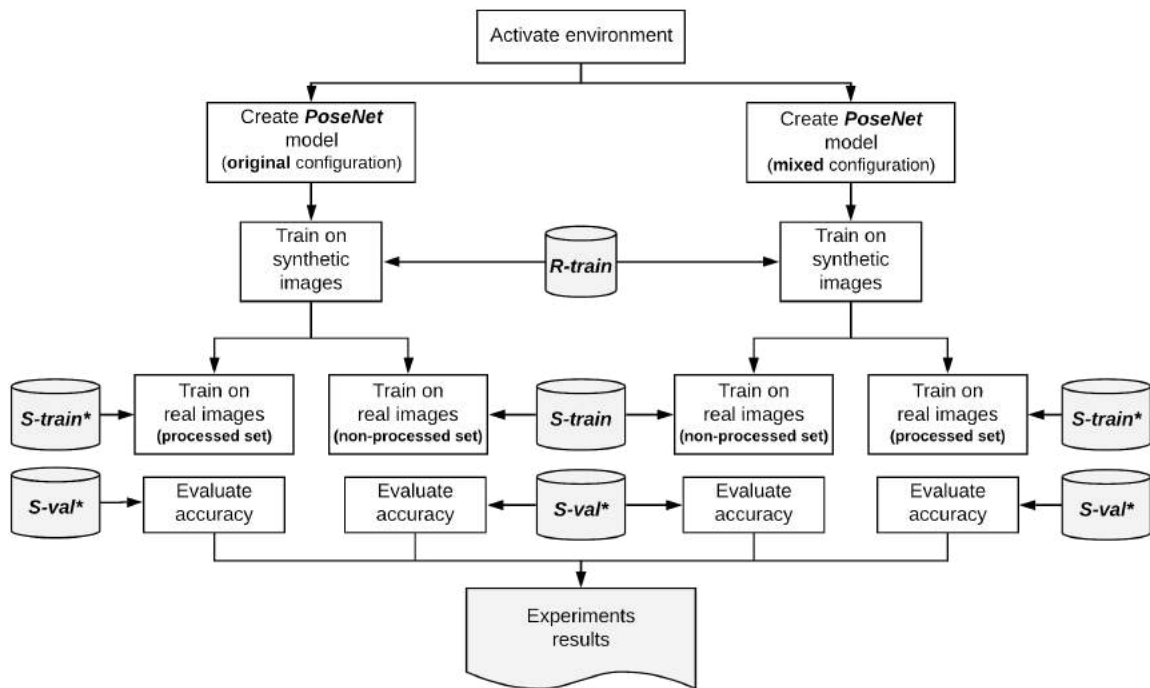 Activate environment
Create PoseNet
model
(original configuration)
Create PoseNet
model
(mixed configuration)
Train on
synthetic
images
R-train
Train on
synthetic
images
S-train*
Train on
real images
(processed set)
Train on
real images
(non-processed set)
S-train
Train on
real images
(non-processed set)
Train on
real images
(processed set)
S-train*
S-val*
Evaluate
accuracy
Evaluate
accuracy
S-val*
Evaluate
accuracy
Evaluate
accuracy
S-val*
Experiments
results